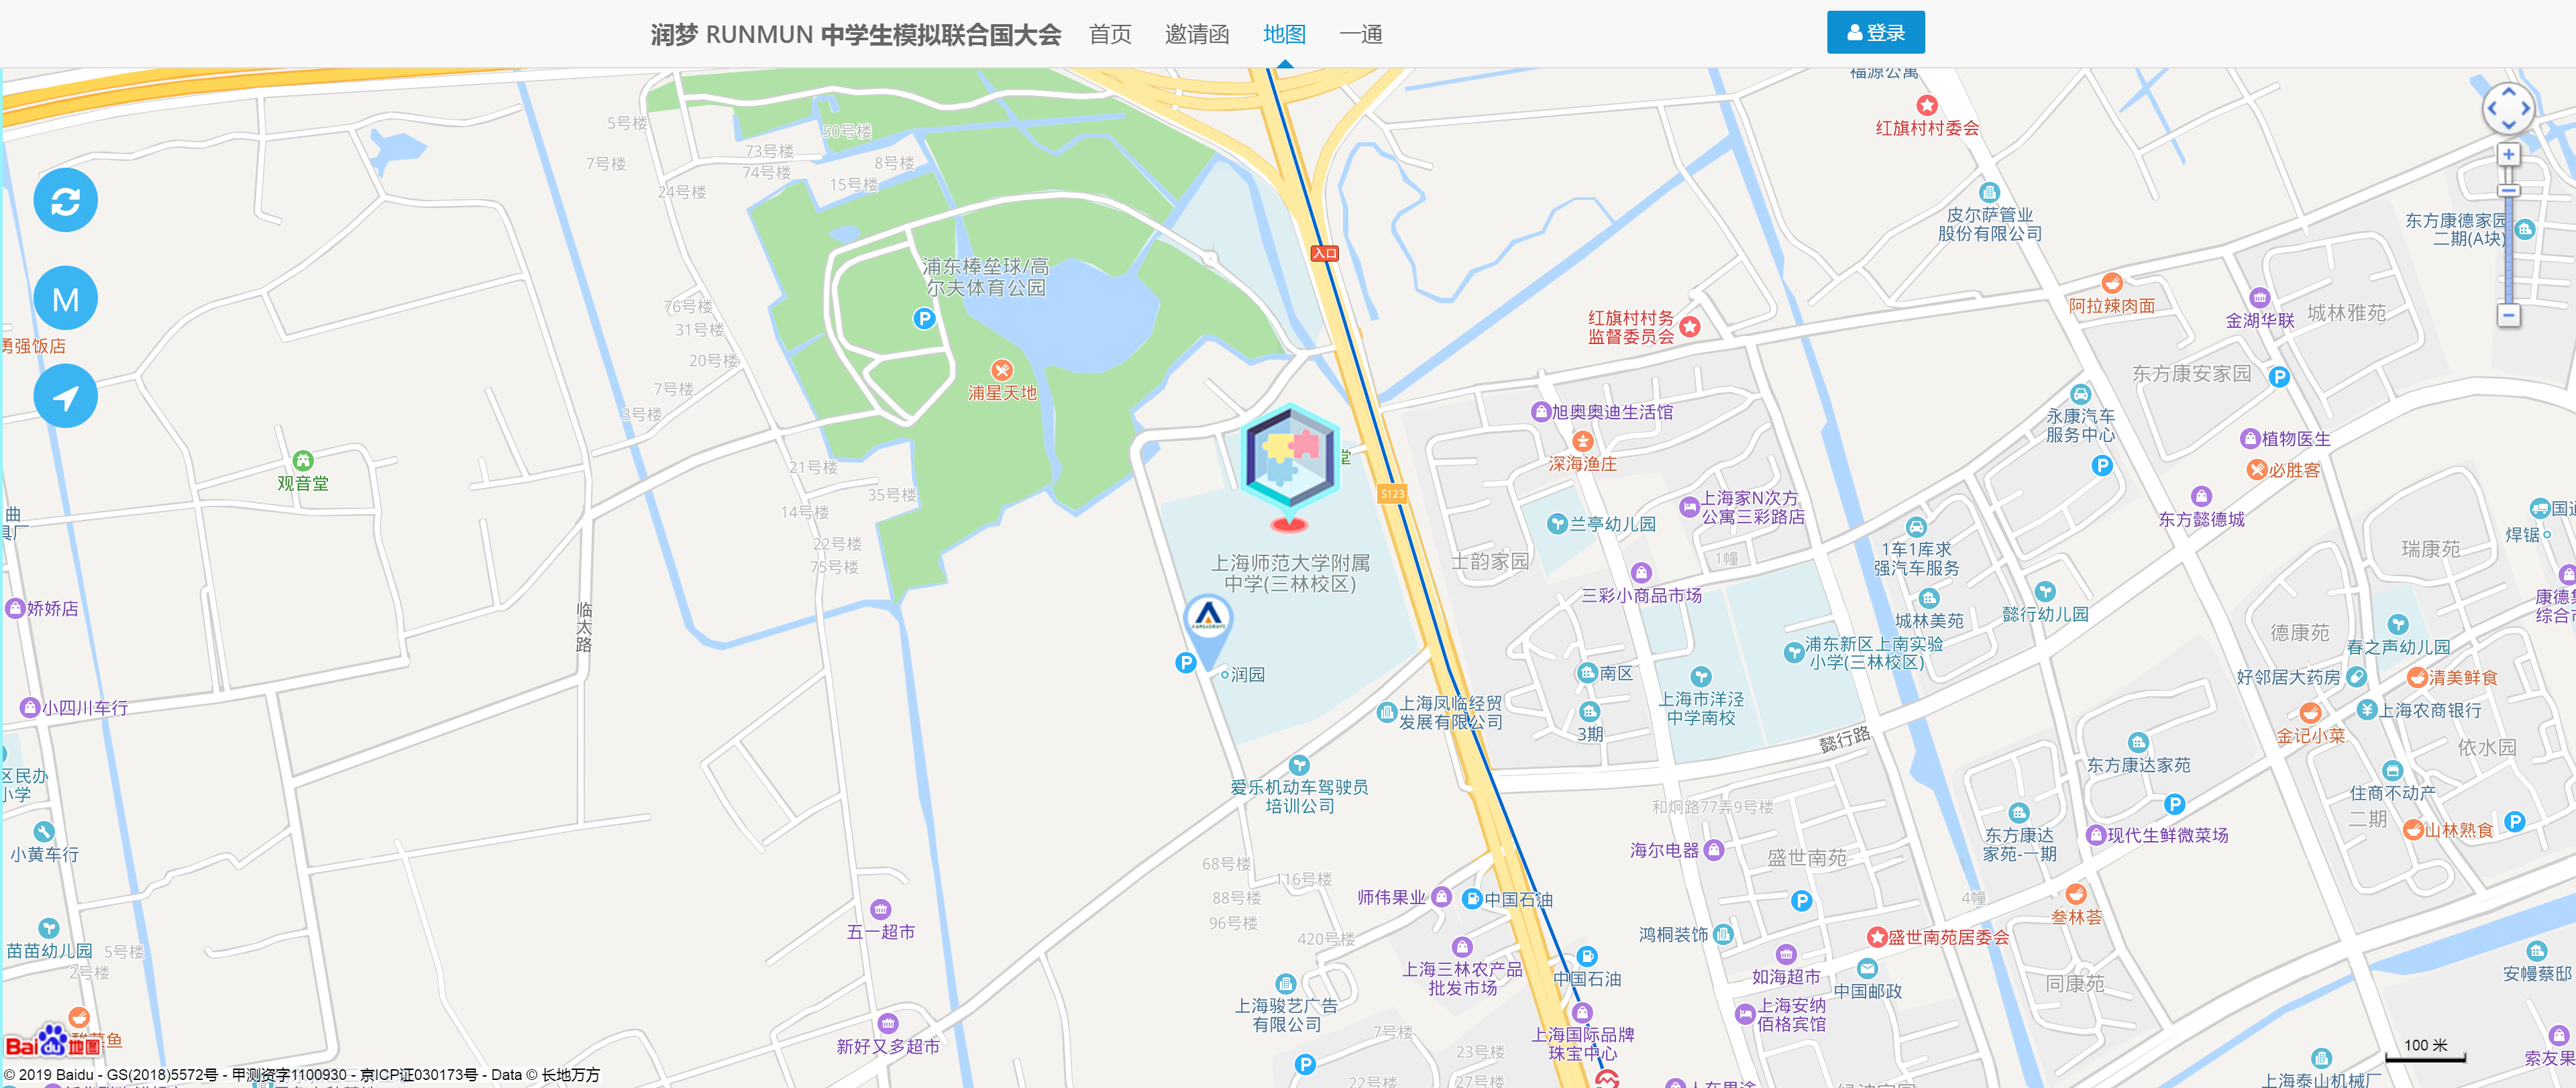 润梦 RUNMUN 中学生模拟联合国大会
首页
邀请函
地图
一通
登录
福源公寓
红旗村村委会
5号楼
50号楼
73号楼
7号楼
8号楼
74号楼
15号楼
24号楼
皮尔萨管业
股份有限公司
东方康德家园
二期(A块)
入口
浦东棒垒球/高
尔夫体育公园
P
M
76号楼
31号楼
红旗村村务
监督委员会
阿拉辣肉面
金湖华联
城林雅苑
勇强饭店
20号楼
7号楼
3号楼
浦星天地
东方康安家园
P
旭奥奥迪生活馆
永康汽车
服务中心
植物医生
深海渔庄
堂
P
必胜客
观音堂
21号楼
35号楼
14号楼
S123
上海家N次方
公寓三彩路店
东方懿德城
兰亭幼儿园
曲
具厂
22号楼
75号楼
上海师范大学附属
中学(三林校区)
士韵家园
1幢
1车1库求
强汽车服务
焊锯
瑞康苑
三彩小商品市场
娇娇店
临太路
城林美苑
懿行幼儿园
德康苑
春之声幼儿园
浦东新区上南实验
小学(三林校区)
P
润园
南区
好邻居大药房
清美鲜食
小四川车行
上海凤临经贸
发展有限公司
上海市洋泾
中学南校
3期
懿行路
上海农商银行
金记小菜
依水园
区民办
小学
爱乐机动车驾驶员
培训公司
东方康达家苑
住商不动产
和炯路77弄9号楼
P
二期
P
小黄车行
东方康达
家苑-一期
现代生鲜微菜场
山林熟食
海尔电器
盛世南苑
68号楼
116号楼
88号楼
96号楼
师伟果业
中国石油
P
4幢
叁林荟
五一超市
420号楼
鸿桐装饰
盛世南苑居委会
苗苗幼儿园
5号楼
2号楼
上海三林农产品
批发市场
中国石油
如海超市
中国邮政
同康苑
安幔蔡邸
上海骏艺广告
有限公司
上海安纳
佰格宾馆
新好又多超市
7号楼
上海国际品牌
珠宝中心
23号楼
P
22号楼
27号楼
100 米
索友果
上海泰山机械厂
Bai du 地图
© 2019 Baidu - GS(2018)5572号 - 甲测资字1100930 - 京ICP证030173号 - Data © 长地万方